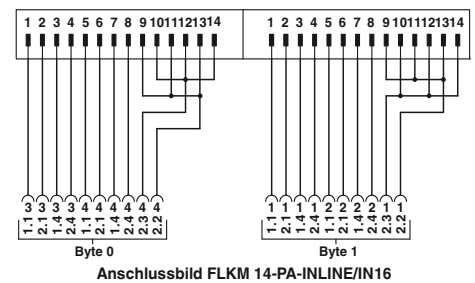 1 2 3 4 5 6 7 8 9 10 11 12 13 14
1 2 3 4 5 6 7 8 9 10 11 12 13 14
3 3 3 3 4 4 4 4 4 4
1.1 2.1 1.4 2.4 1.1 2.1 1.4 2.4 2.3 2.2
1 1 1 1 2 2 2 2 1 1
1.1 2.1 1.4 2.4 1.1 2.1 1.4 2.4 2.3 2.2
Byte 0
Byte 1
Anschlussbild FLKM 14-PA-INLINE/IN16